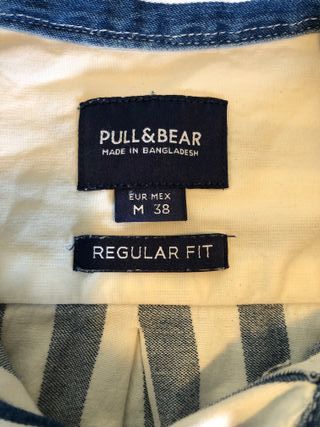 PULL&BEAR
MADE IN BANGLADESH
EUR MEX
M 38
REGULAR FIT